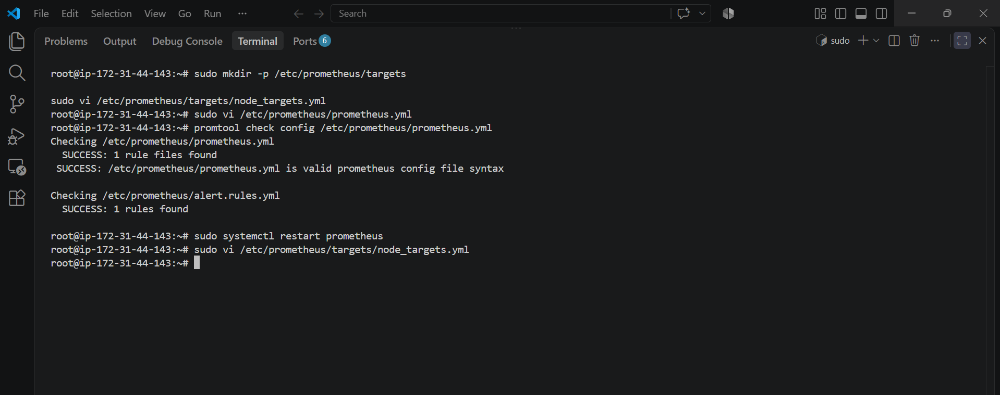 File Edit Selection View Go Run ··· Search
Problems Output Debug Console Terminal Ports 6 sudo
root@ip-172-31-44-143:~# sudo mkdir -p /etc/prometheus/targets
sudo vi /etc/prometheus/targets/node_targets.yml
root@ip-172-31-44-143:~# sudo vi /etc/prometheus/prometheus.yml
root@ip-172-31-44-143:~# promtool check config /etc/prometheus/prometheus.yml
Checking /etc/prometheus/prometheus.yml
  SUCCESS: 1 rule files found
 SUCCESS: /etc/prometheus/prometheus.yml is valid prometheus config file syntax
Checking /etc/prometheus/alert.rules.yml
  SUCCESS: 1 rules found
root@ip-172-31-44-143:~# sudo systemctl restart prometheus
root@ip-172-31-44-143:~# sudo vi /etc/prometheus/targets/node_targets.yml
root@ip-172-31-44-143:~#